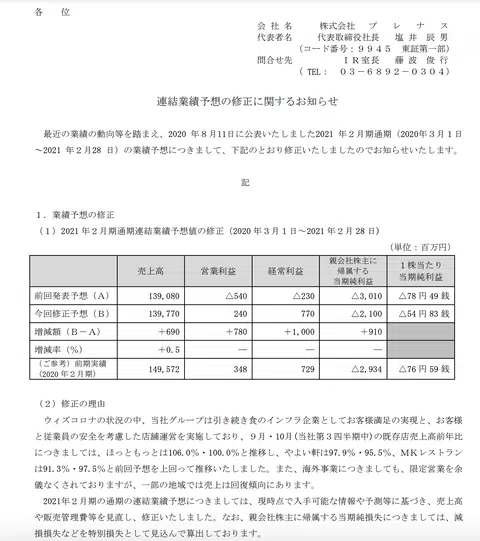 各 位
会 社 名 株式会社 プ レ ナ ス
代表者名 代表取締役社長 塩 井 辰 男
（コード番号：９９４５ 東証第一部）
問合せ先 ＩＲ室長 藤 波 俊 行
（ TEL： ０３－６８９２－０３０４）
連結業績予想の修正に関するお知らせ
最近の業績の動向等を踏まえ、2020 年８月11日に公表いたしました2021 年２月期通期（2020年３月１日
～2021 年２月28 日）の業績予想につきまして、下記のとおり修正いたしましたのでお知らせいたします。
記
１．業績予想の修正
（１）2021 年２月期通期連結業績予想値の修正（2020 年３月１日～2021 年２月 28 日）
（単位：百万円）
売上高 営業利益 経常利益 親会社株主に帰属する当期純利益 １株当たり当期純利益
前回発表予想（Ａ） 139,080 △540 △230 △3,010 △78 円 49 銭
今回修正予想（Ｂ） 139,770 240 770 △2,100 △54 円 83 銭
増減額（Ｂ－Ａ） +690 +780 +1,000 +910
増減率（％） +0.5 ― ― ―
（ご参考）前期実績（2020 年２月期） 149,572 348 729 △2,934 △76 円 59 銭
（２）修正の理由
ウィズコロナの状況の中、当社グループは引き続き食のインフラ企業としてお客様満足の実現と、お客様
と従業員の安全を考慮した店舗運営を実施しており、９月・10月(当社第３四半期中)の既存店売上高前年比
につきましては、ほっともっとは106.0％・100.0％と推移し、やよい軒は97.9％・95.5％、ＭＫレストラン
は91.3％・97.5％と前回予想を上回って推移いたしました。また、海外事業につきましても、限定営業を余
儀なくされておりますが、一部の地域では売上は回復傾向にあります。
2021年２月期の通期の連結業績予想につきましては、現時点で入手可能な情報や予測等に基づき、売上高
や販売管理費等を見直し、修正いたしました。なお、親会社株主に帰属する当期純損失につきましては、減
損損失などを特別損失として見込んで算出しております。